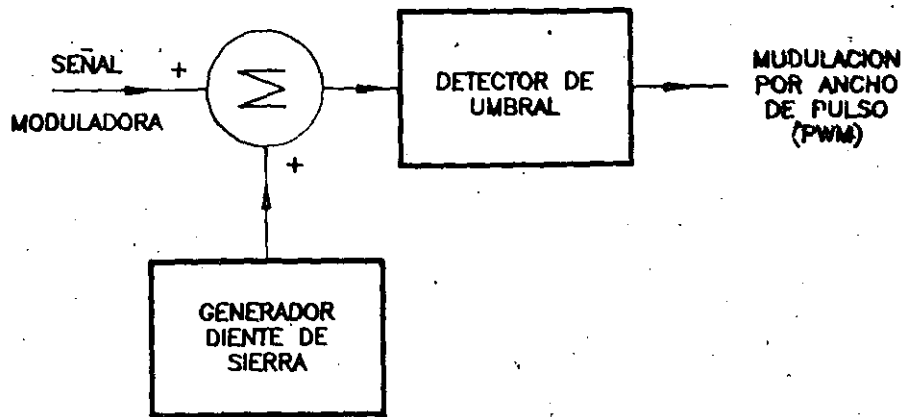 SEÑAL
MODULADORA
+
Σ
+
DETECTOR DE
UMBRAL
MUDULACION
POR ANCHO
DE PULSO
(PWM)
GENERADOR
DIENTE DE
SIERRA